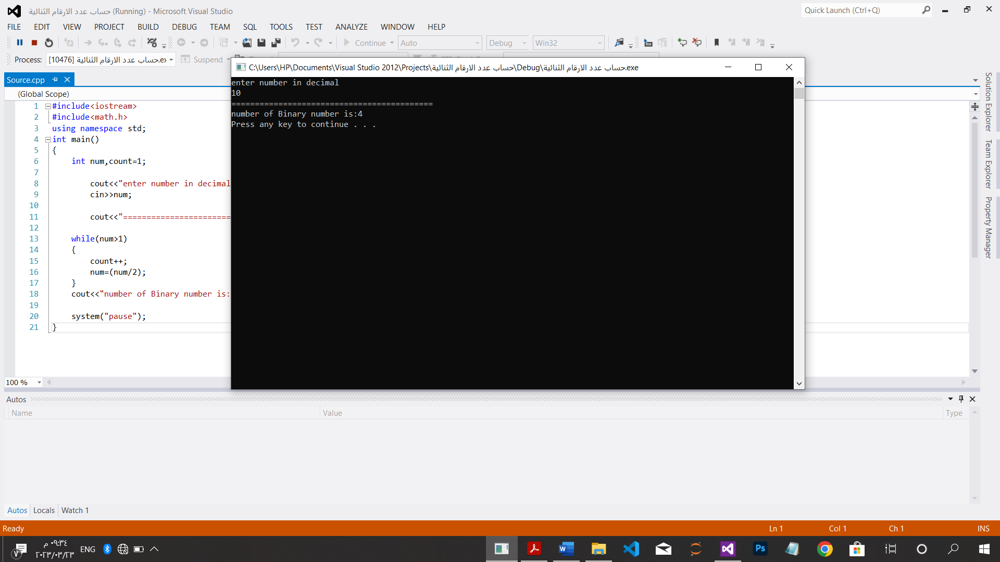 حساب عدد الارقام الثنائية (Running) - Microsoft Visual Studio
Quick Launch (Ctrl+Q)
FILE EDIT VIEW PROJECT BUILD DEBUG TEAM SQL TOOLS TEST ANALYZE WINDOW HELP
Continue Auto Debug Win32
Process: [10476] حساب عدد الارقام الثنائية.ex Suspend
C:\Users\HP\Documents\Visual Studio 2012\Projects\حساب عدد الارقام الثنائية\Debug\حساب عدد الارقام الثنائية.exe
enter number in decimal
10
===========================================
number of Binary number is:4
Press any key to continue . . .
Source.cpp
(Global Scope)
1 #include<iostream>
2 #include<math.h>
3 using namespace std;
4 int main()
5 {
6 int num,count=1;
7
8 cout<<"enter number in decimal
9 cin>>num;
10
11 cout<<"=======================
12
13 while(num>1)
14 {
15 count++;
16 num=(num/2);
17 }
18 cout<<"number of Binary number is:
19
20 system("pause");
21 }
100 %
Solution Explorer
Team Explorer
Property Manager
Autos
Name Value Type
Autos Locals Watch 1
Ready Ln 1 Col 1 Ch 1 INS
٠٩:٣٤ م
٢٠٢٣/٠٣/٢٣
ENG
٧
Ps